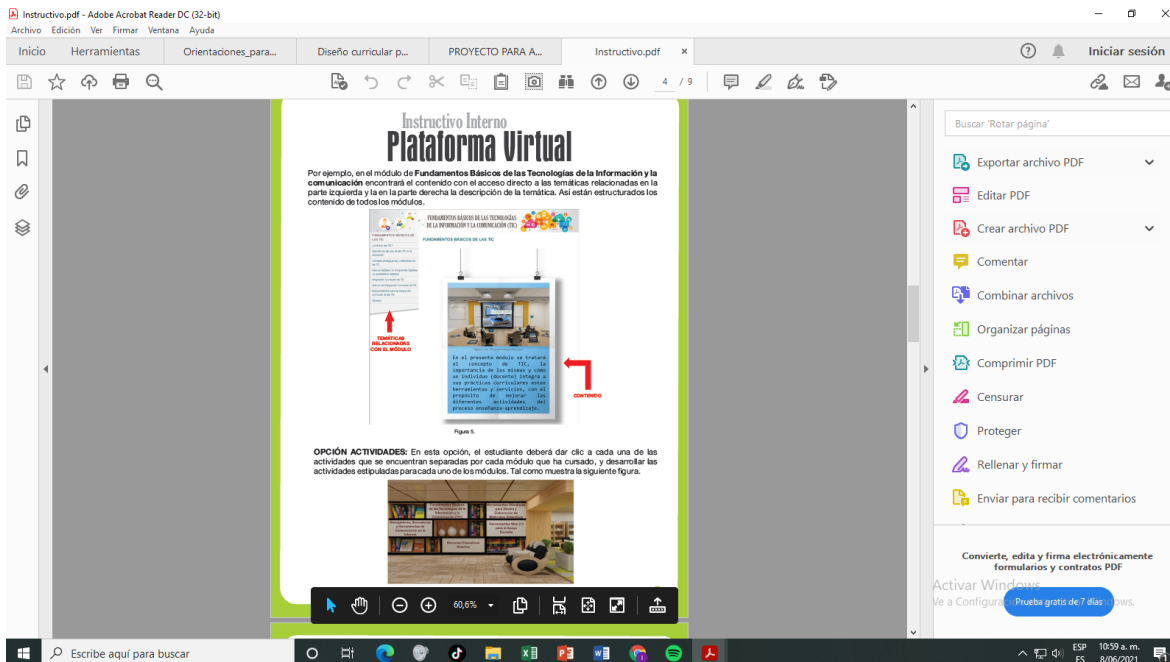 Instructivo.pdf - Adobe Acrobat Reader DC (32-bit)
Archivo Edición Ver Firmar Ventana Ayuda
Inicio Herramientas Orientaciones_para... Diseño curricular p... PROYECTO PARA A... Instructivo.pdf × Iniciar sesión
4 / 9
Instructivo Interno
Plataforma Virtual
Por ejemplo, en el módulo de Fundamentos Básicos de las Tecnologías de la Información y la
comunicación encontrará el contenido con el acceso directo a las temáticas relacionadas en la
parte izquierda y la en la parte derecha la descripción de la temática. Así están estructurados los
contenido de todos los módulos.
FUNDAMENTOS BÁSICOS DE LAS TECNOLOGÍAS
DE LA INFORMACIÓN Y LA COMUNICACIÓN (TIC)
FUNDAMENTOS BÁSICOS DE
LAS TIC
FUNDAMENTOS BÁSICOS DE LAS TIC
TEMÁTICAS
RELACIONADAS
CON EL MÓDULO
En el presente módulo se tratará
el concepto de TIC, la
importancia de las mismas y cómo
un individuo (docente) integra a
sus prácticas curriculares estas
herramientas y servicios, con el
propósito de mejorar las
diferentes actividades del
proceso enseñanza-aprendizaje.
CONTENIDO
Figura 5.
OPCIÓN ACTIVIDADES: En esta opción, el estudiante deberá dar clic a cada una de las
actividades que se encuentran separadas por cada módulo que ha cursado, y desarrollar las
actividades estipuladas para cada uno de los módulos. Tal como muestra la siguiente figura.
60,6%
Buscar 'Rotar página'
Exportar archivo PDF
Editar PDF
Crear archivo PDF
Comentar
Combinar archivos
Organizar páginas
Comprimir PDF
Censurar
Proteger
Rellenar y firmar
Enviar para recibir comentarios
Convierte, edita y firma electrónicamente
formularios y contratos PDF
Activar Windows
Prueba gratis de 7 días
Escribe aquí para buscar
ESP 10:59 a. m.
ES 8/06/2021